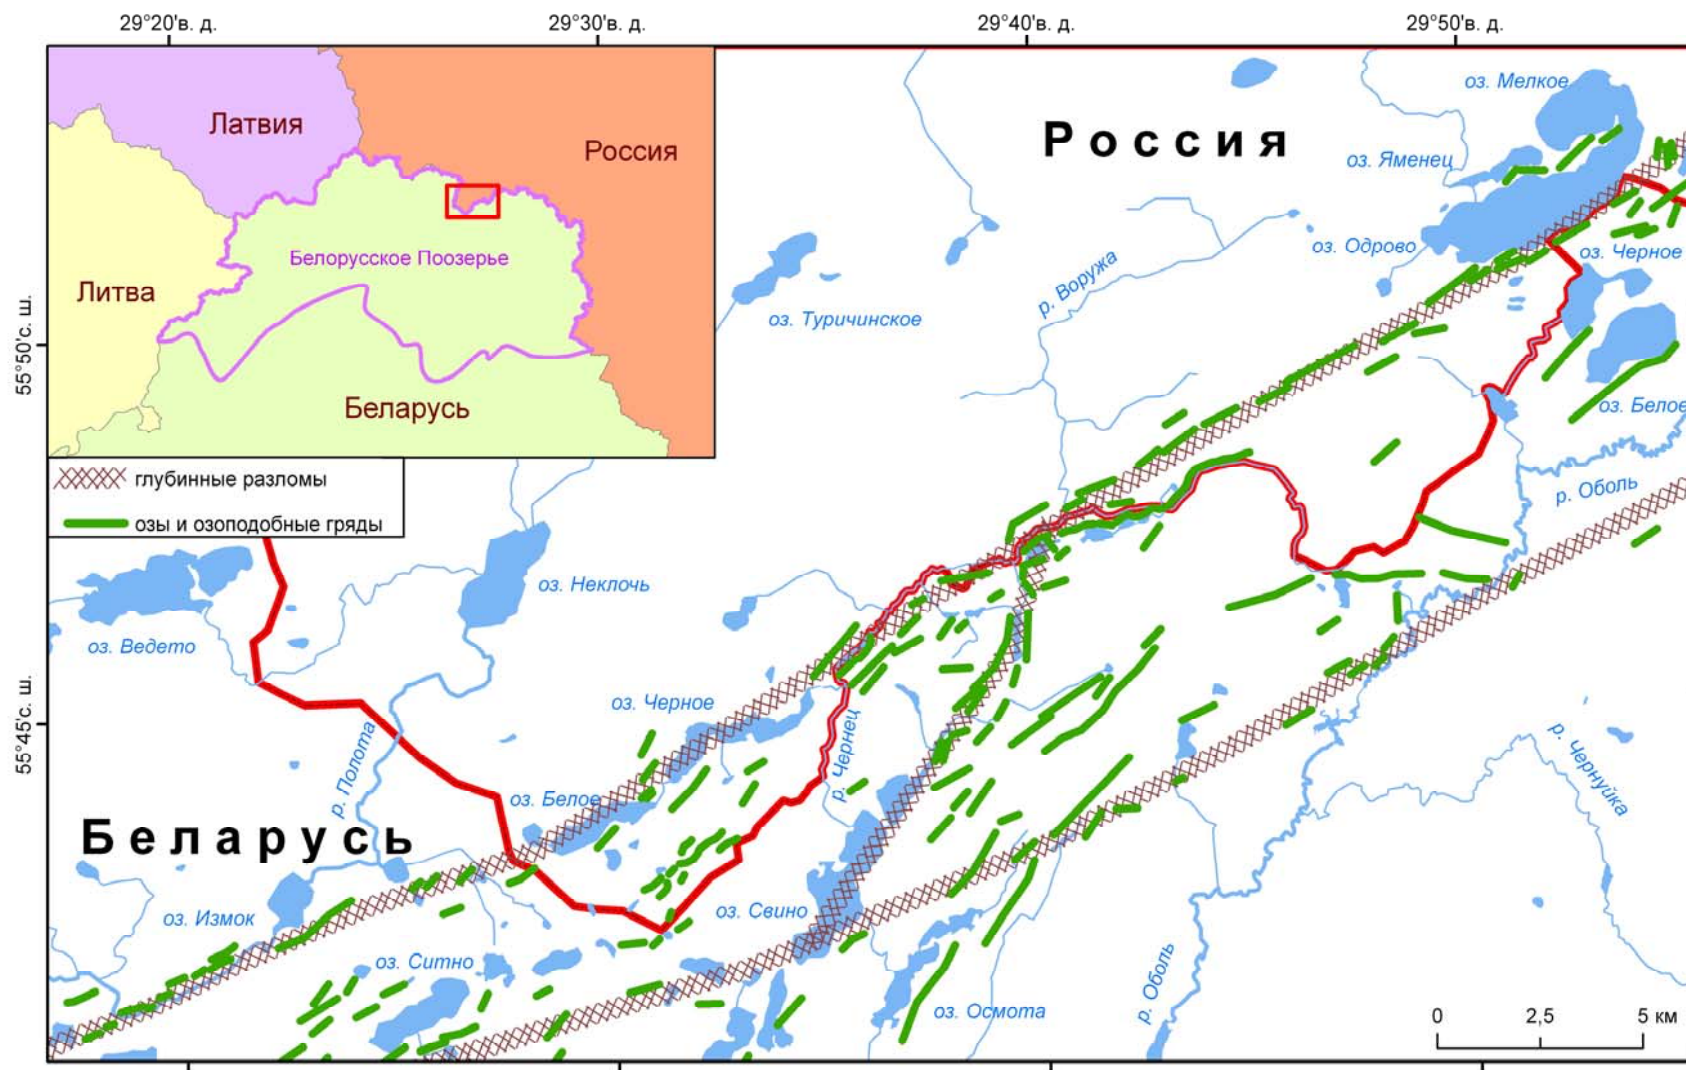 29°20'в. д.
29°30'в. д.
29°40'в. д.
29°50'в. д.
Латвия
Россия
Литва
Белорусское Поозерье
Беларусь
глубинные разломы
озы и озоподобные гряды
Россия
оз. Мелкое
оз. Яменец
оз. Одрово
оз. Черное
р. Воружа
оз. Туричинское
55°50'с. ш.
оз. Белое
р. Оболь
оз. Неклочь
оз. Ведето
оз. Черное
55°45'с. ш.
р. Полота
р. Чернец
р. Чернуйка
оз. Белое
Беларусь
оз. Измок
оз. Свино
оз. Ситно
оз. Осмота
р. Оболь
0 2,5 5 км